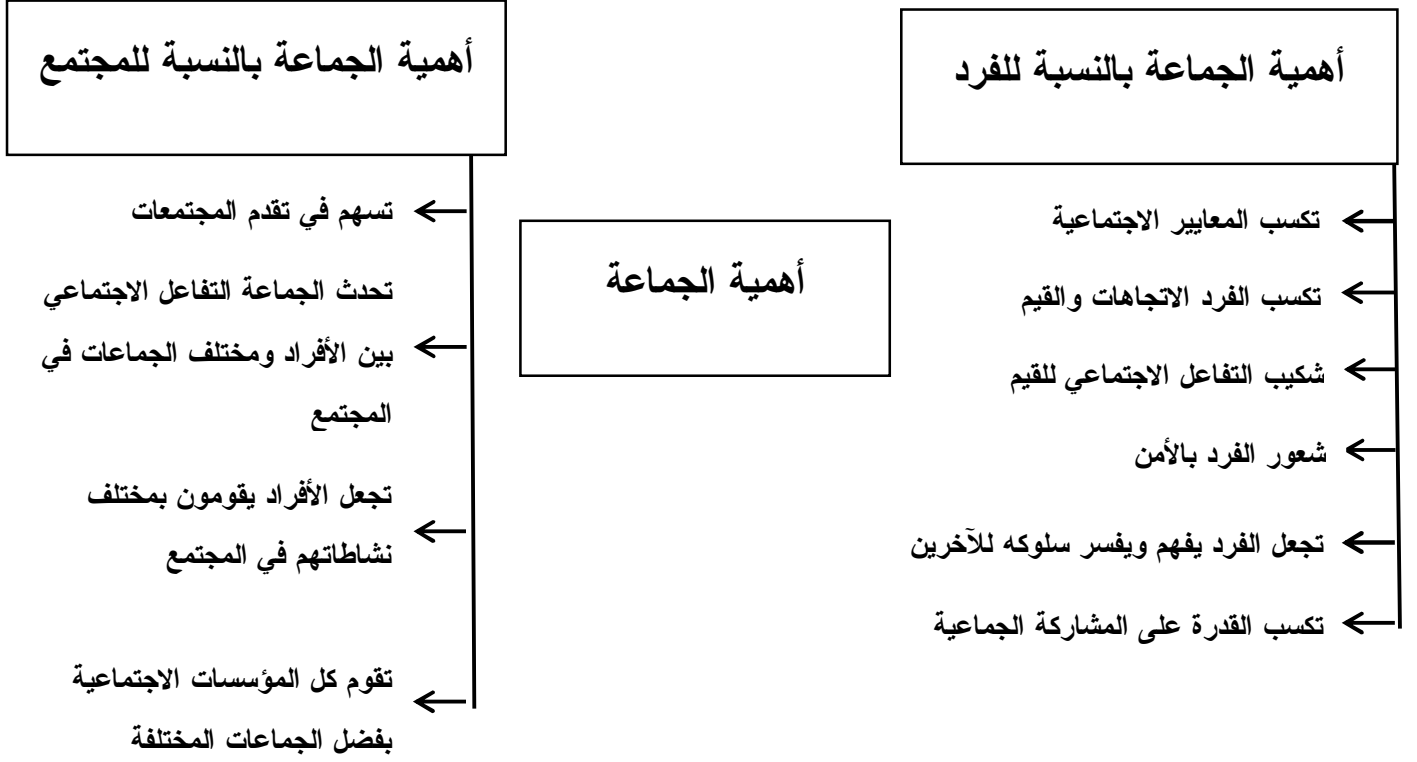 أهمية الجماعة بالنسبة للفرد
تكسب المعايير الاجتماعية
تكسب الفرد الاتجاهات والقيم
شكيب التفاعل الاجتماعي للقيم
شعور الفرد بالأمن
تجعل الفرد يفهم ويفسر سلوكه للآخرين
تكسب القدرة على المشاركة الجماعية
أهمية الجماعة
أهمية الجماعة بالنسبة للمجتمع
تسهم في تقدم المجتمعات
تحدث الجماعة التفاعل الاجتماعي
بين الأفراد ومختلف الجماعات في
المجتمع
تجعل الأفراد يقومون بمختلف
نشاطاتهم في المجتمع
تقوم كل المؤسسات الاجتماعية
بفضل الجماعات المختلفة